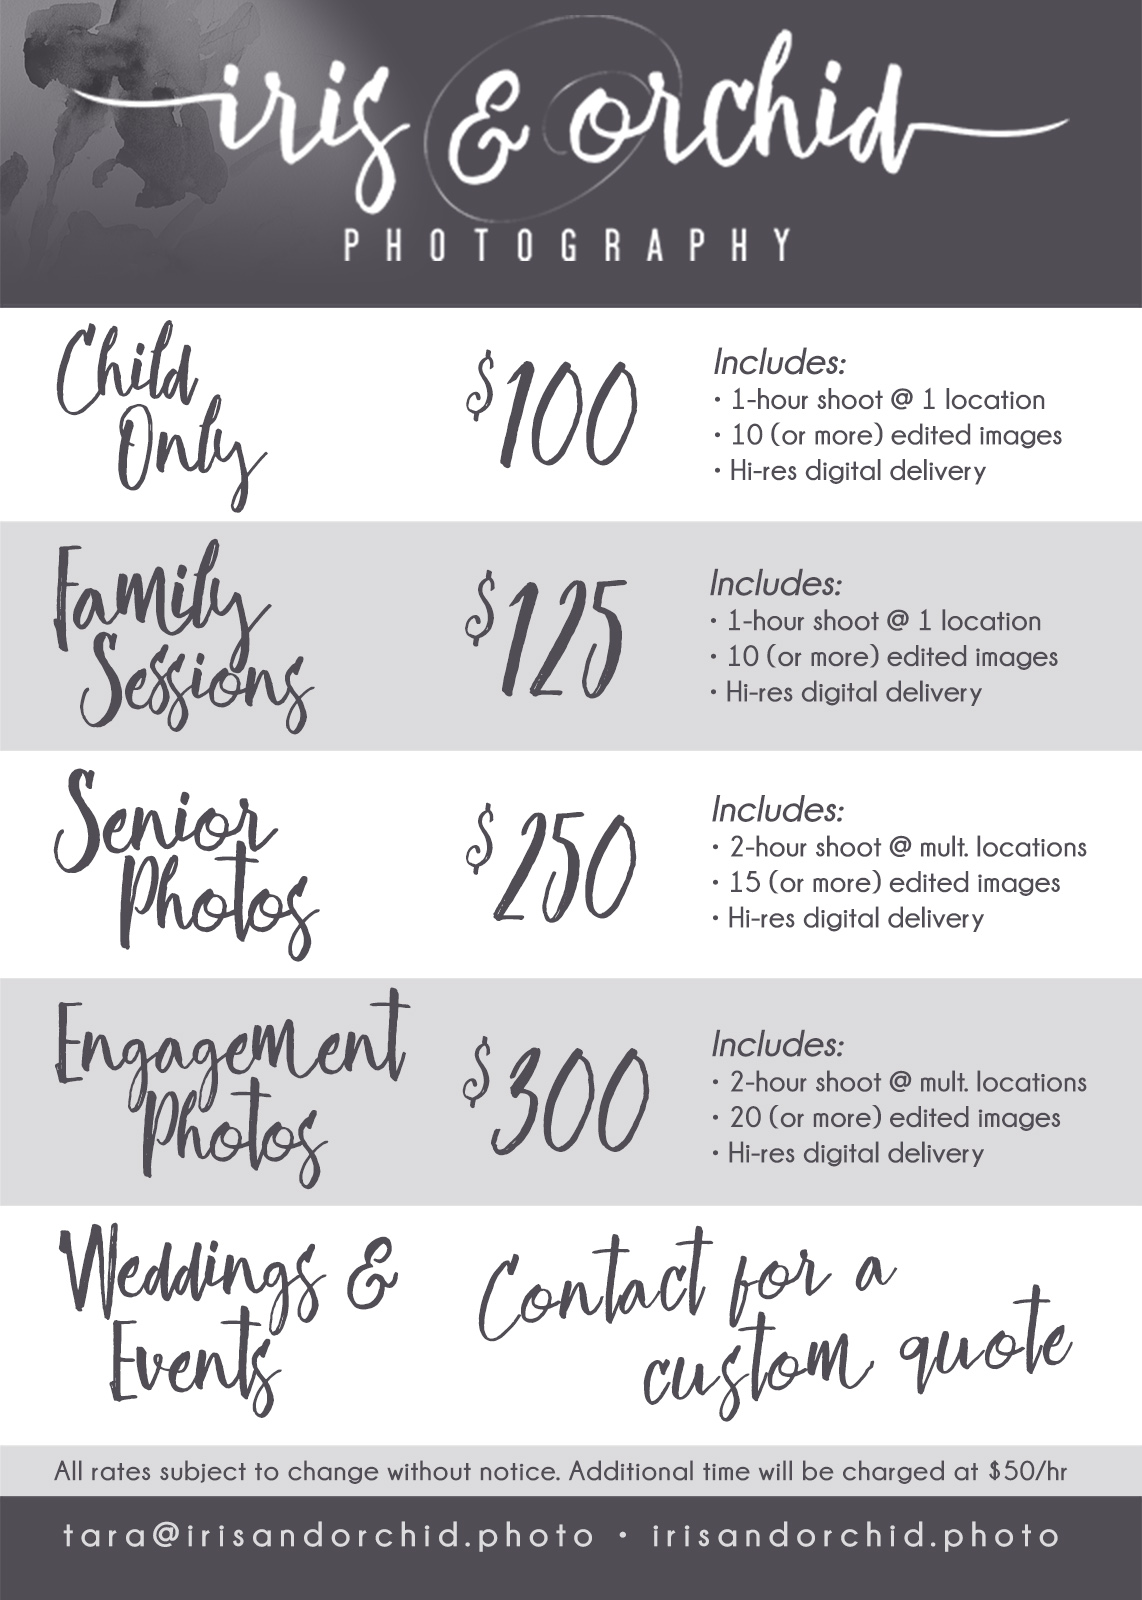 iris & orchid
PHOTOGRAPHY
Child
Only
$100
Includes:
• 1-hour shoot @ 1 location
• 10 (or more) edited images
• Hi-res digital delivery
Family
Sessions
$125
Includes:
• 1-hour shoot @ 1 location
• 10 (or more) edited images
• Hi-res digital delivery
Senior
Photos
$250
Includes:
• 2-hour shoot @ mult. locations
• 15 (or more) edited images
• Hi-res digital delivery
Engagement
Photos
$300
Includes:
• 2-hour shoot @ mult. locations
• 20 (or more) edited images
• Hi-res digital delivery
Weddings &
Events
Contact for a
custom quote
All rates subject to change without notice. Additional time will be charged at $50/hr
tara@irisandorchid.photo • irisandorchid.photo